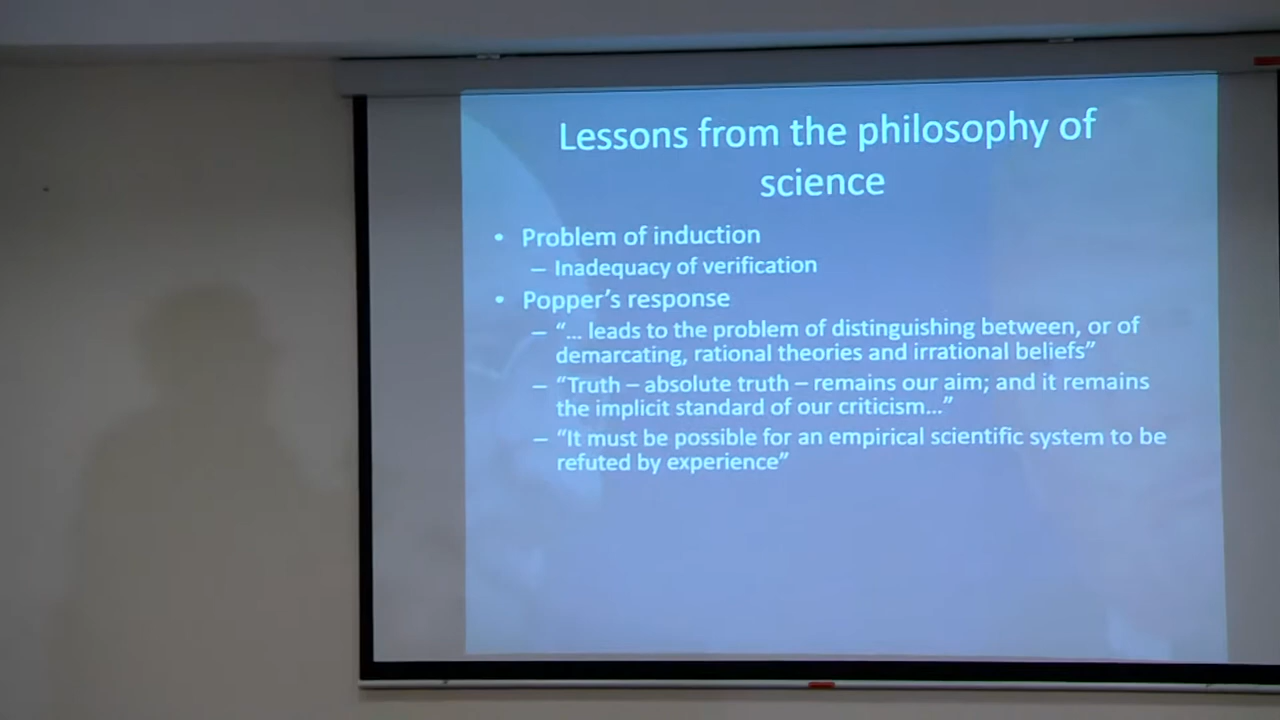 Lessons from the philosophy of
science
• Problem of induction
– Inadequacy of verification
• Popper’s response
– “... leads to the problem of distinguishing between, or of
demarcating, rational theories and irrational beliefs”
– “Truth – absolute truth – remains our aim; and it remains
the implicit standard of our criticism...”
– “It must be possible for an empirical scientific system to be
refuted by experience”